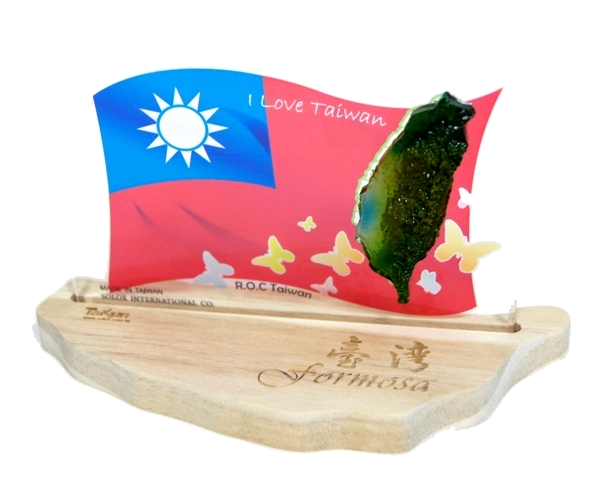 I Love Taiwan
R.O.C Taiwan
MADE IN TAIWAN
SOLOR INTERNATIONAL CO.
臺灣
Formosa